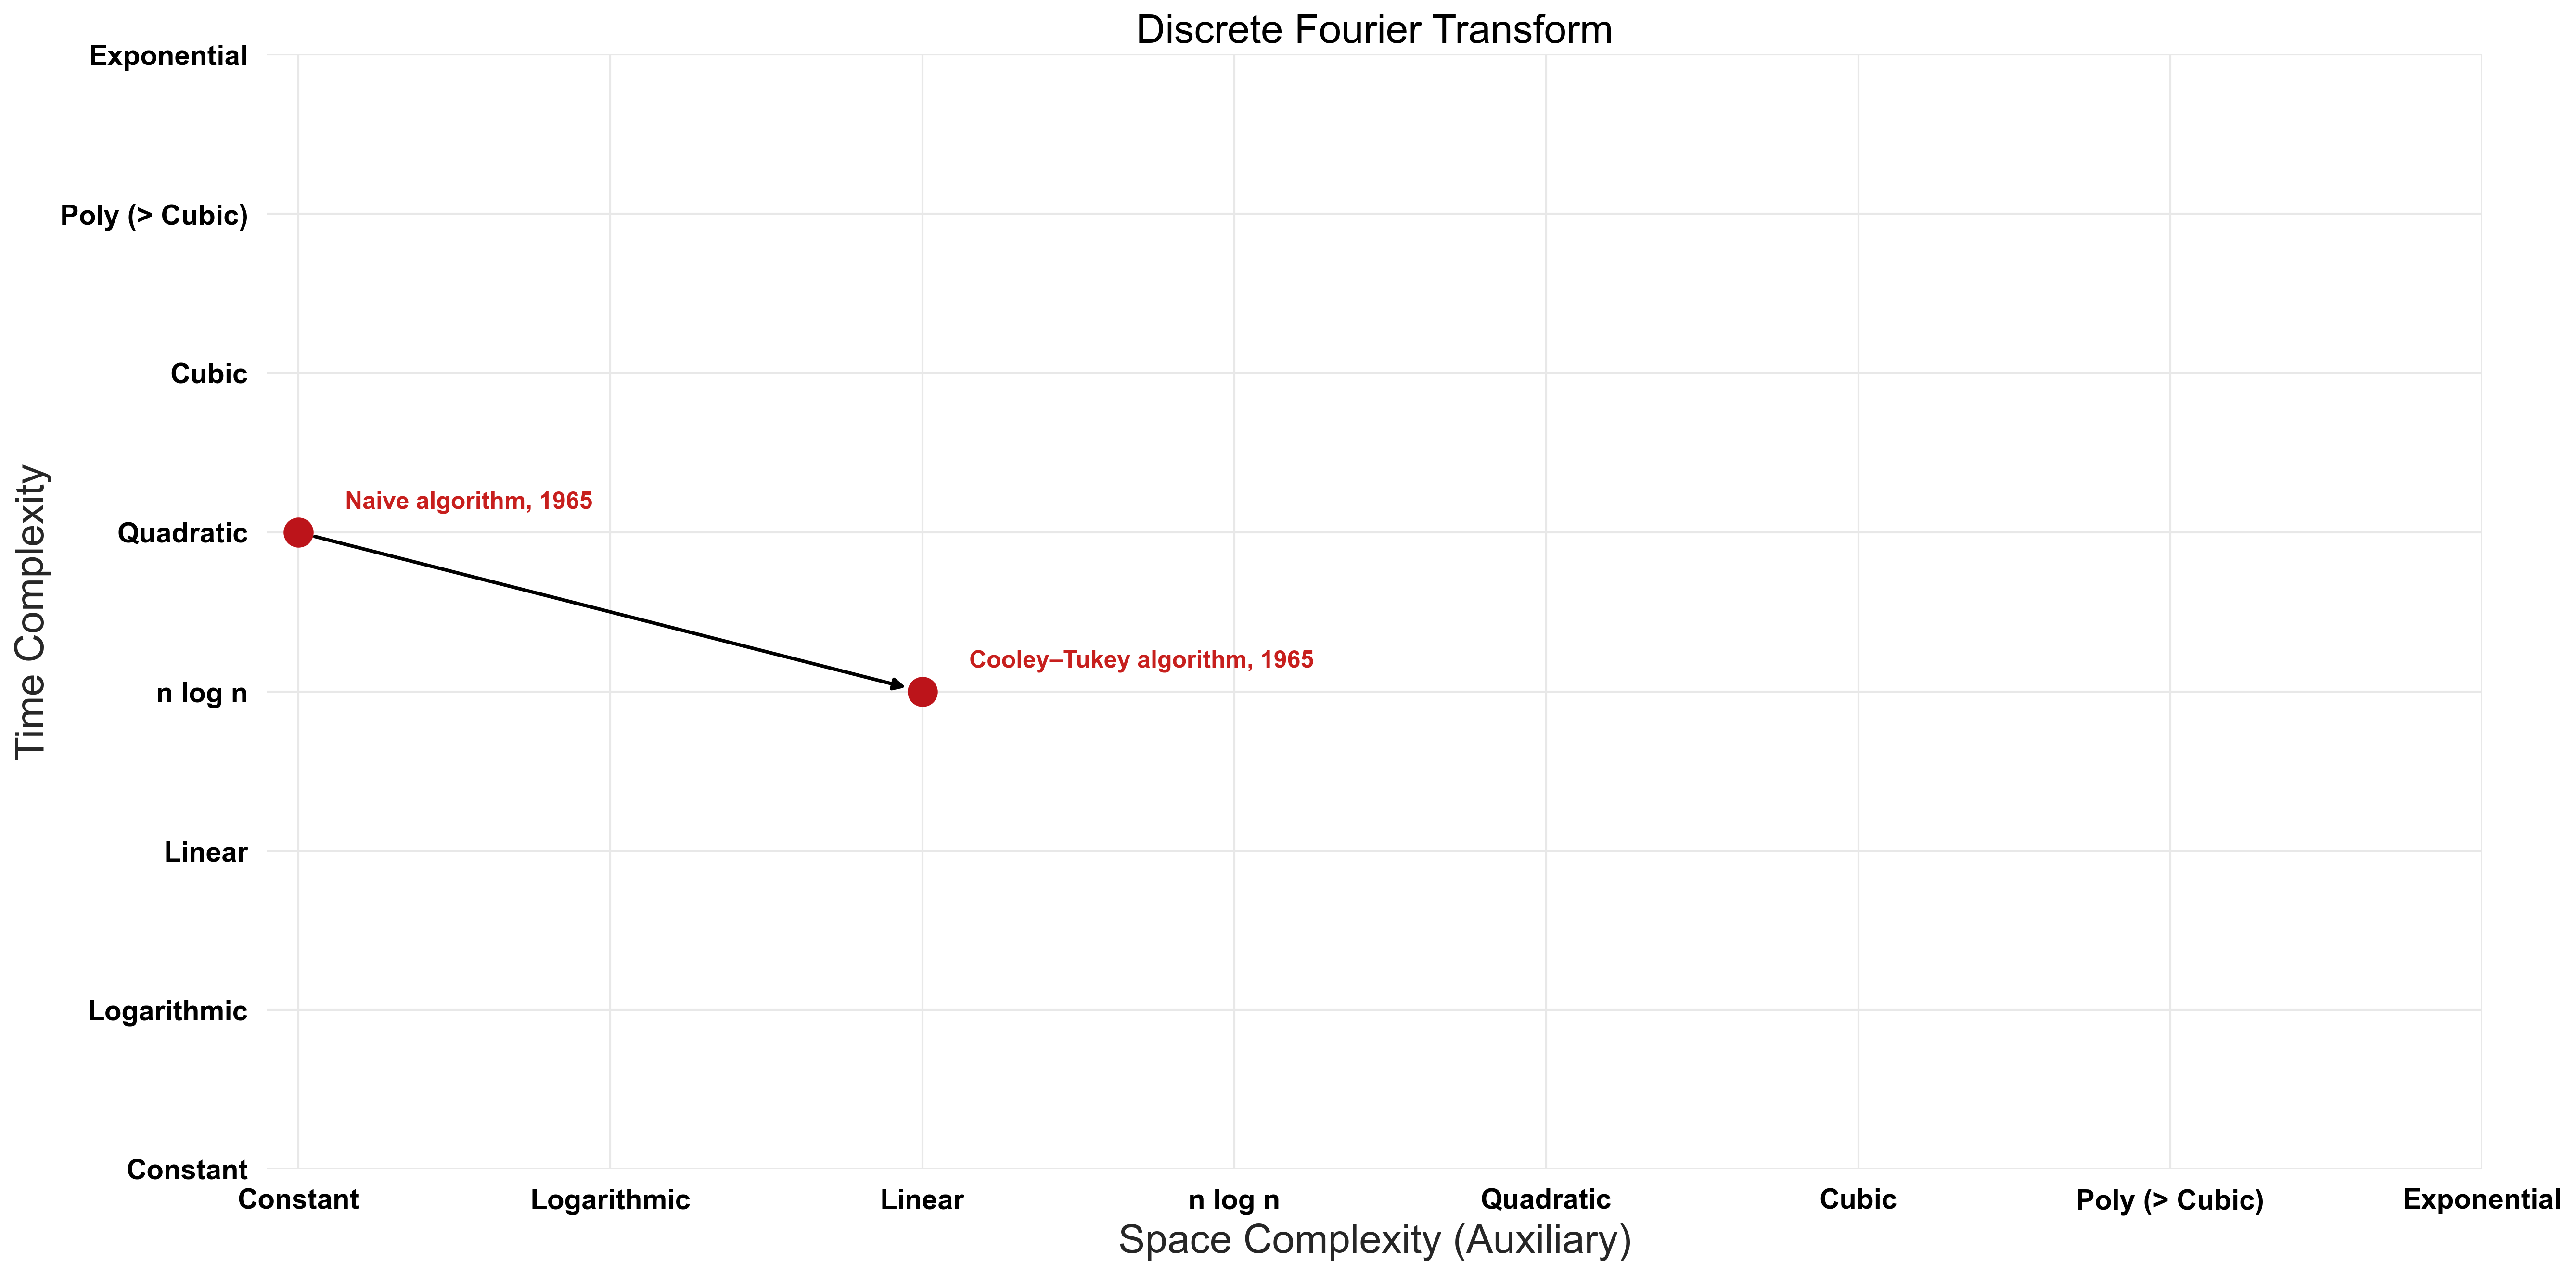 Discrete Fourier Transform
Exponential
Poly (> Cubic)
Cubic
Quadratic
n log n
Linear
Logarithmic
Constant
Time Complexity
Naive algorithm, 1965
Cooley–Tukey algorithm, 1965
Constant
Logarithmic
Linear
n log n
Quadratic
Cubic
Poly (> Cubic)
Exponential
Space Complexity (Auxiliary)